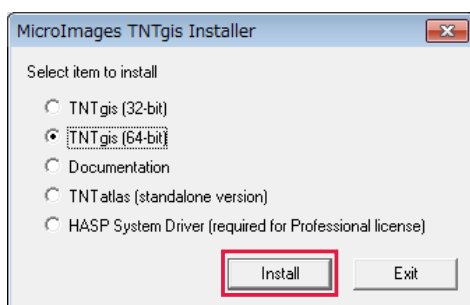 MicroImages TNTgis Installer
Select item to install
TNTgis (32-bit)
TNTgis (64-bit)
Documentation
TNTatlas (standalone version)
HASP System Driver (required for Professional license)
Install Exit